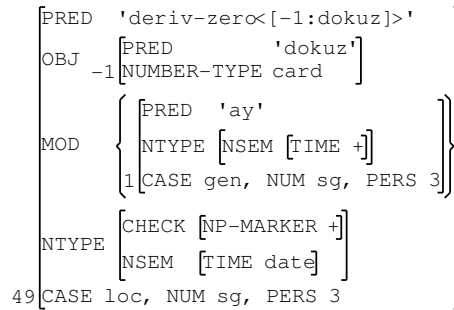 PRED 'deriv-zero<[-1:dokuz]>'
OBJ -1 [PRED 'dokuz'
NUMBER-TYPE card]
MOD { 1 [PRED 'ay'
NTYPE [NSEM [TIME +]]
CASE gen, NUM sg, PERS 3] }
NTYPE [CHECK [NP-MARKER +]
NSEM [TIME date]]
49 CASE loc, NUM sg, PERS 3